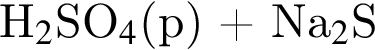 H₂SO₄(p) + Na₂S